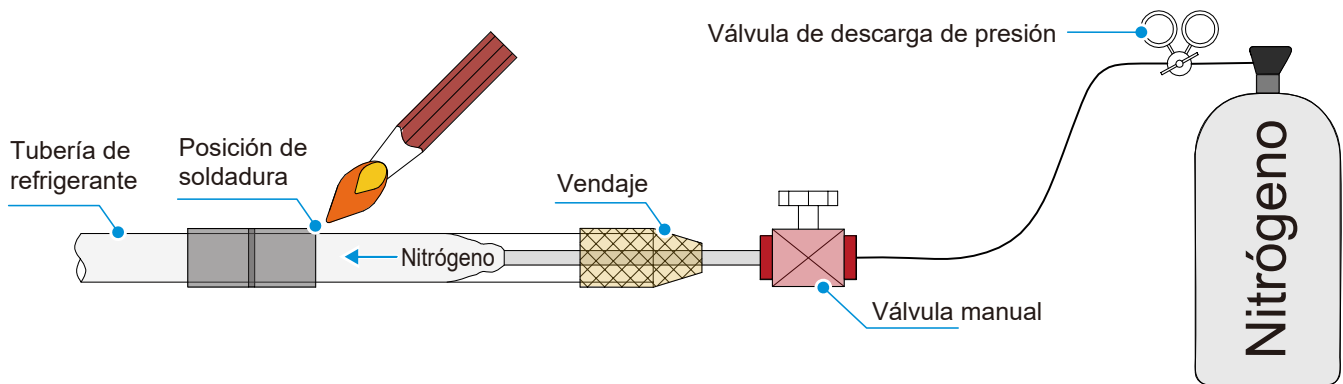 Válvula de descarga de presión
Tubería de
refrigerante
Posición de
soldadura
Vendaje
Nitrógeno
Válvula manual
Nitrógeno